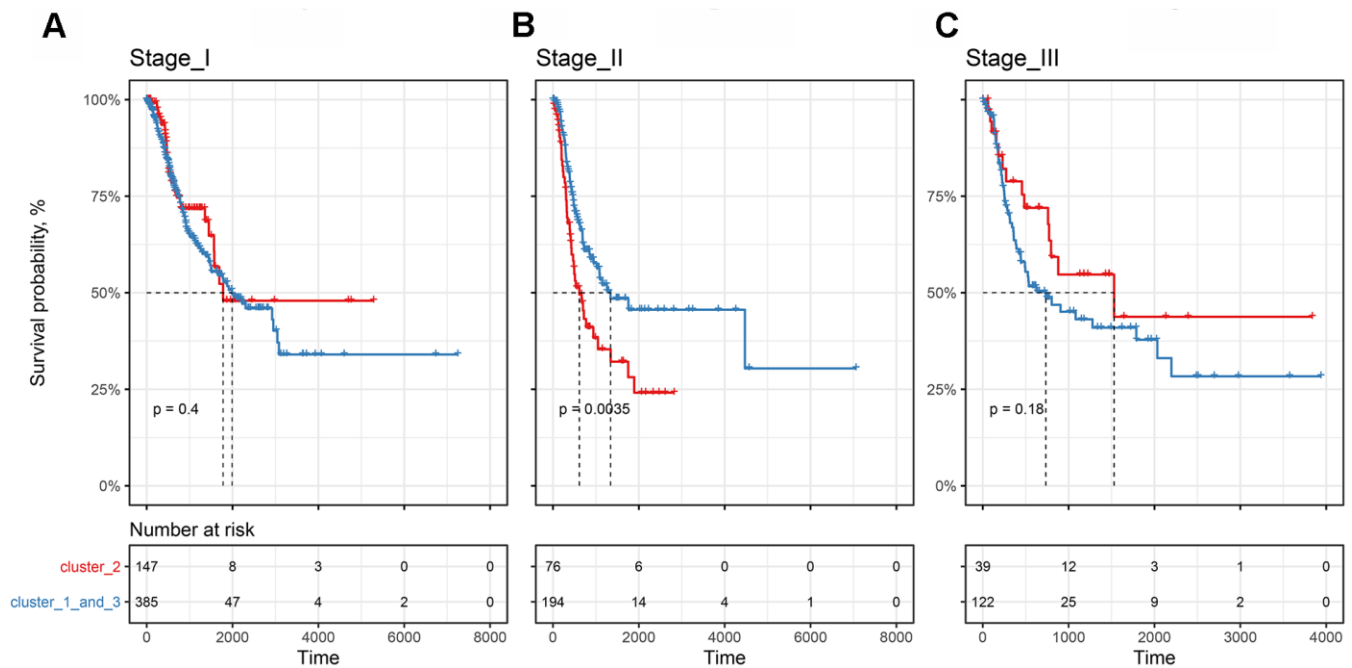 A
B
C
Stage_I
Stage_II
Stage_III
Survival probability, %
100%
75%
50%
25%
0%
p = 0.4
p = 0.0035
p = 0.18
Number at risk
cluster_2
147 8 3 0 0
76 6 0 0 0
39 12 3 1 0
cluster_1_and_3
385 47 4 2 0
194 14 4 1 0
122 25 9 2 0
0 2000 4000 6000 8000
0 2000 4000 6000 8000
0 1000 2000 3000 4000
Time
Time
Time